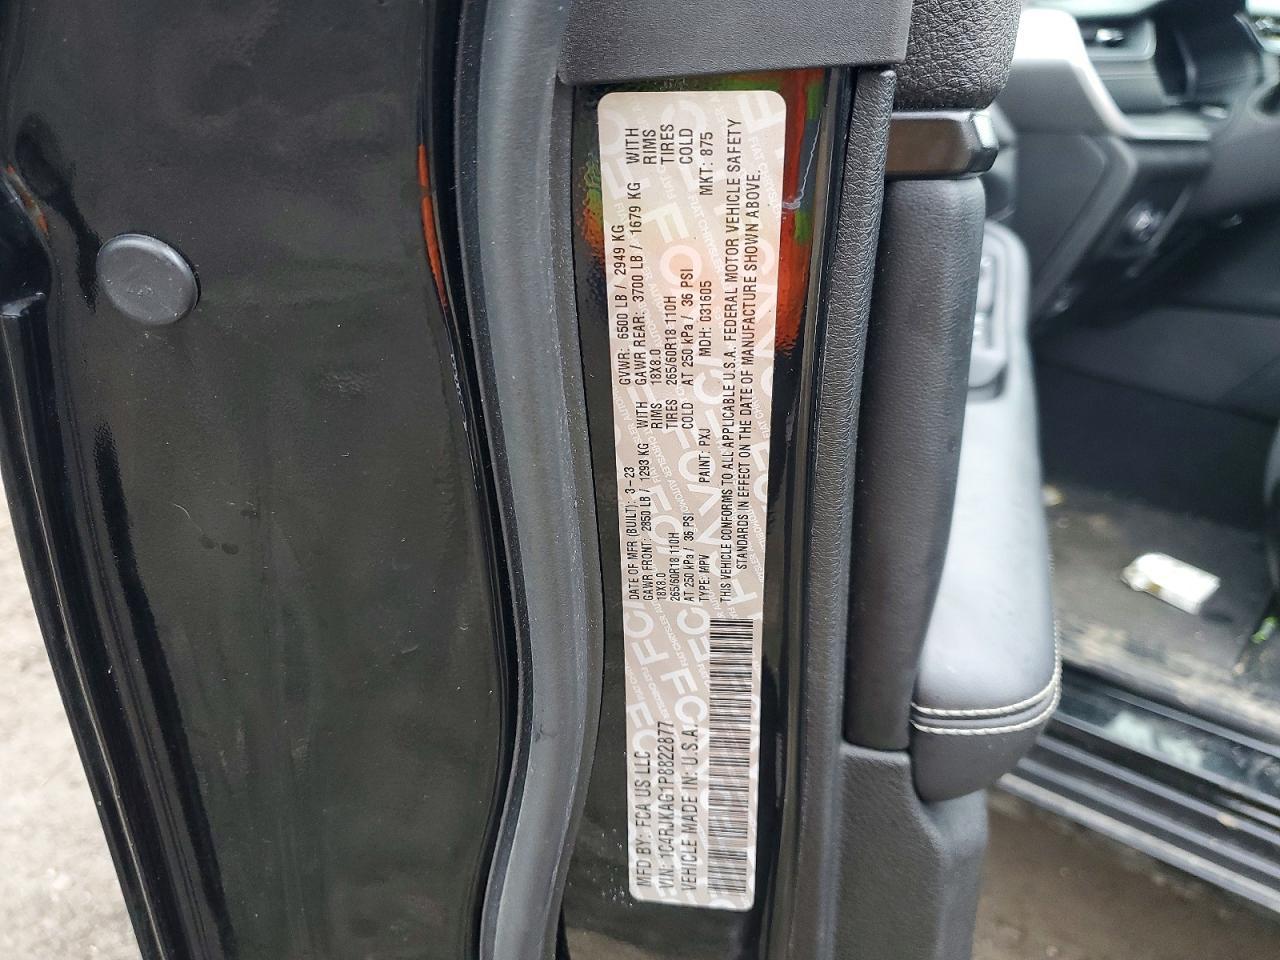 MFD BY: FCA US LLC
DATE OF MFR (BUILT): 3-23
GVWR: 6500 LB / 2949 KG
GAWR FRONT: 2850 LB / 1293 KG WITH
18X8.0 RIMS
265/60R18 110H TIRES
AT 250 kPa / 36 PSI COLD
GAWR REAR: 3700 LB / 1679 KG WITH
18X8.0 RIMS
265/60R18 110H TIRES
AT 250 kPa / 36 PSI COLD
VIN: 1C4RJKAG1P8822877
TYPE: MPV PAINT: PXJ MDH: 031605 MKT: 875
VEHICLE MADE IN: U.S.A.
THIS VEHICLE CONFORMS TO ALL APPLICABLE U.S.A. FEDERAL MOTOR VEHICLE SAFETY
STANDARDS IN EFFECT ON THE DATE OF MANUFACTURE SHOWN ABOVE.